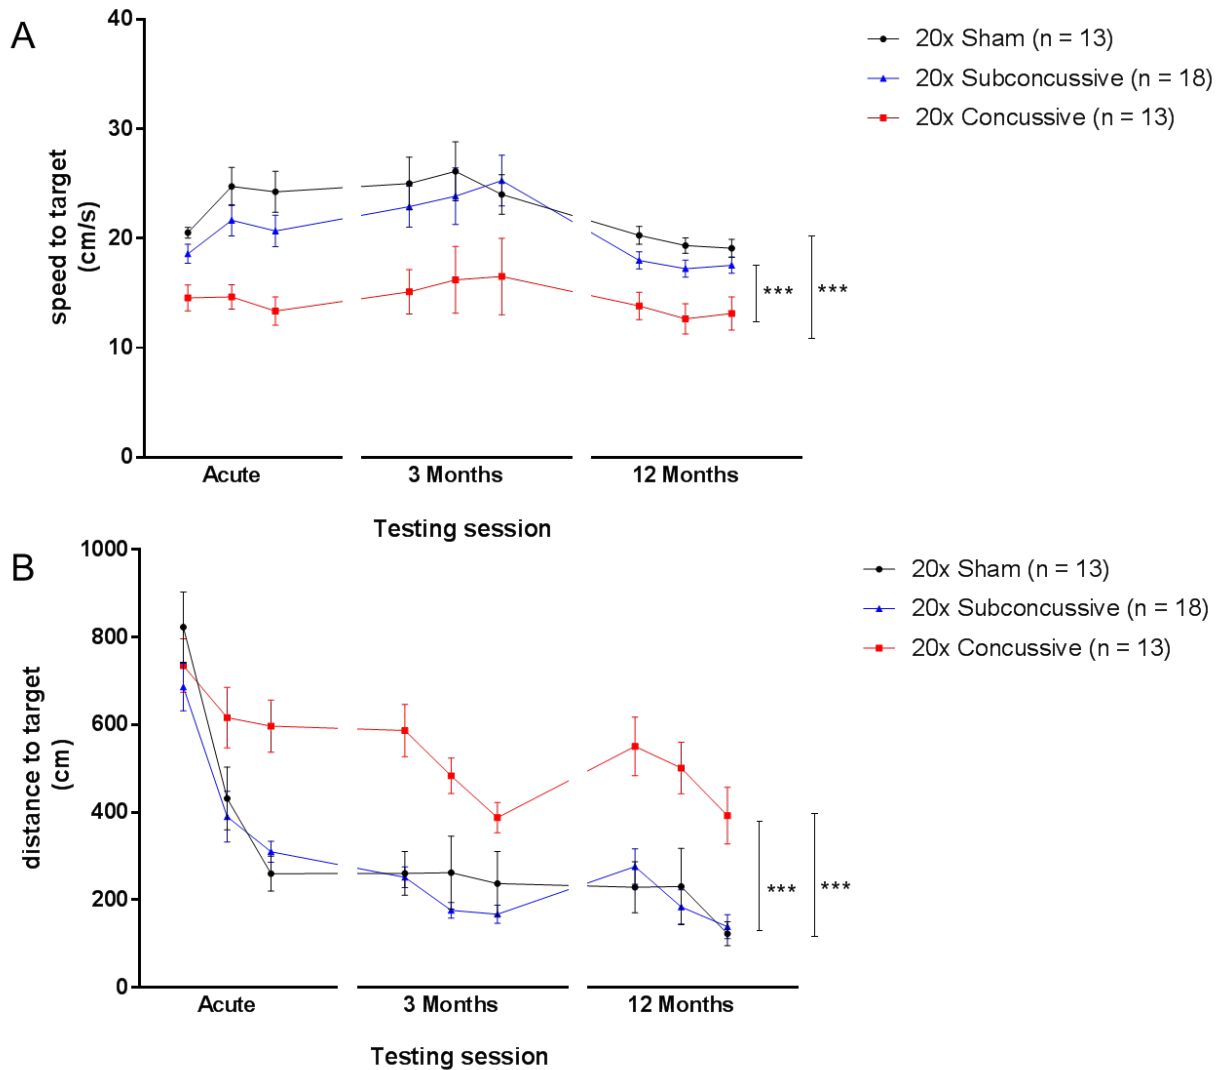 A
40
30
20
10
0
speed to target
(cm/s)
20x Sham (n = 13)
20x Subconcussive (n = 18)
20x Concussive (n = 13)
***
***
Acute
3 Months
12 Months
Testing session
B
1000
800
600
400
200
0
distance to target
(cm)
20x Sham (n = 13)
20x Subconcussive (n = 18)
20x Concussive (n = 13)
***
***
Acute
3 Months
12 Months
Testing session